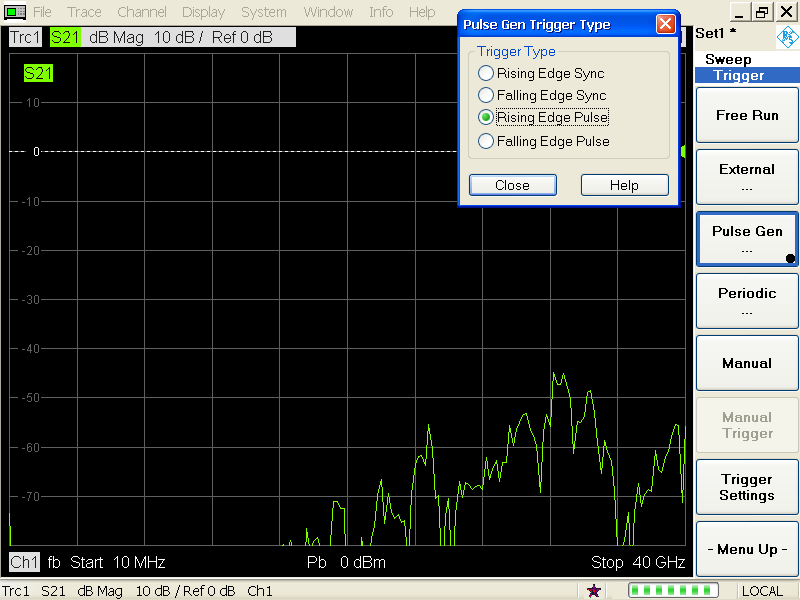 File Trace Channel Display System Window Info Help
Trc1 S21 dB Mag 10 dB / Ref 0 dB
Set1 *
S21
10
0
-10
-20
-30
-40
-50
-60
-70
Pulse Gen Trigger Type
Trigger Type
Rising Edge Sync
Falling Edge Sync
Rising Edge Pulse
Falling Edge Pulse
Close Help
Sweep
Trigger
Free Run
External
...
Pulse Gen
...
Periodic
...
Manual
Manual
Trigger
Trigger
Settings
- Menu Up -
Ch1 fb Start 10 MHz Pb 0 dBm Stop 40 GHz
Trc1 S21 dB Mag 10 dB / Ref 0 dB Ch1 LOCAL